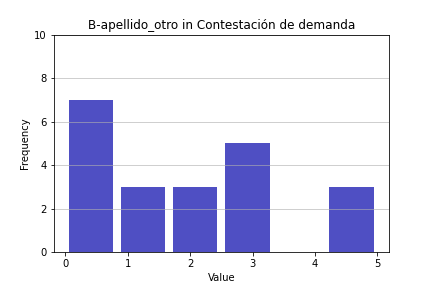 B-apellido_otro in Contestación de demanda
10
8
6
4
2
0
Frequency
0 1 2 3 4 5
Value